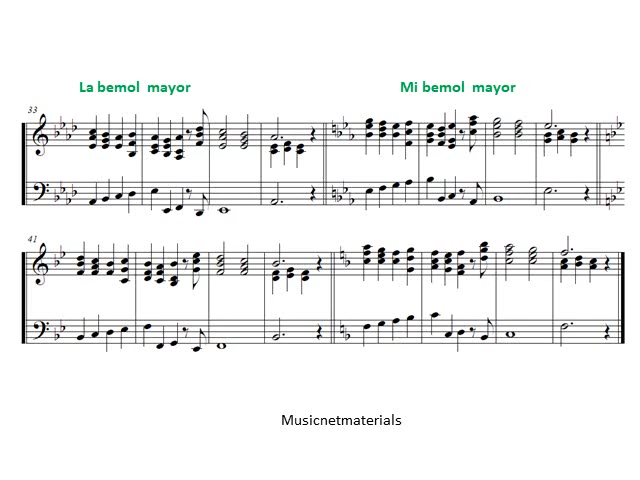 La bemol  mayor
Mi bemol  mayor
33
41
Musicnetmaterials